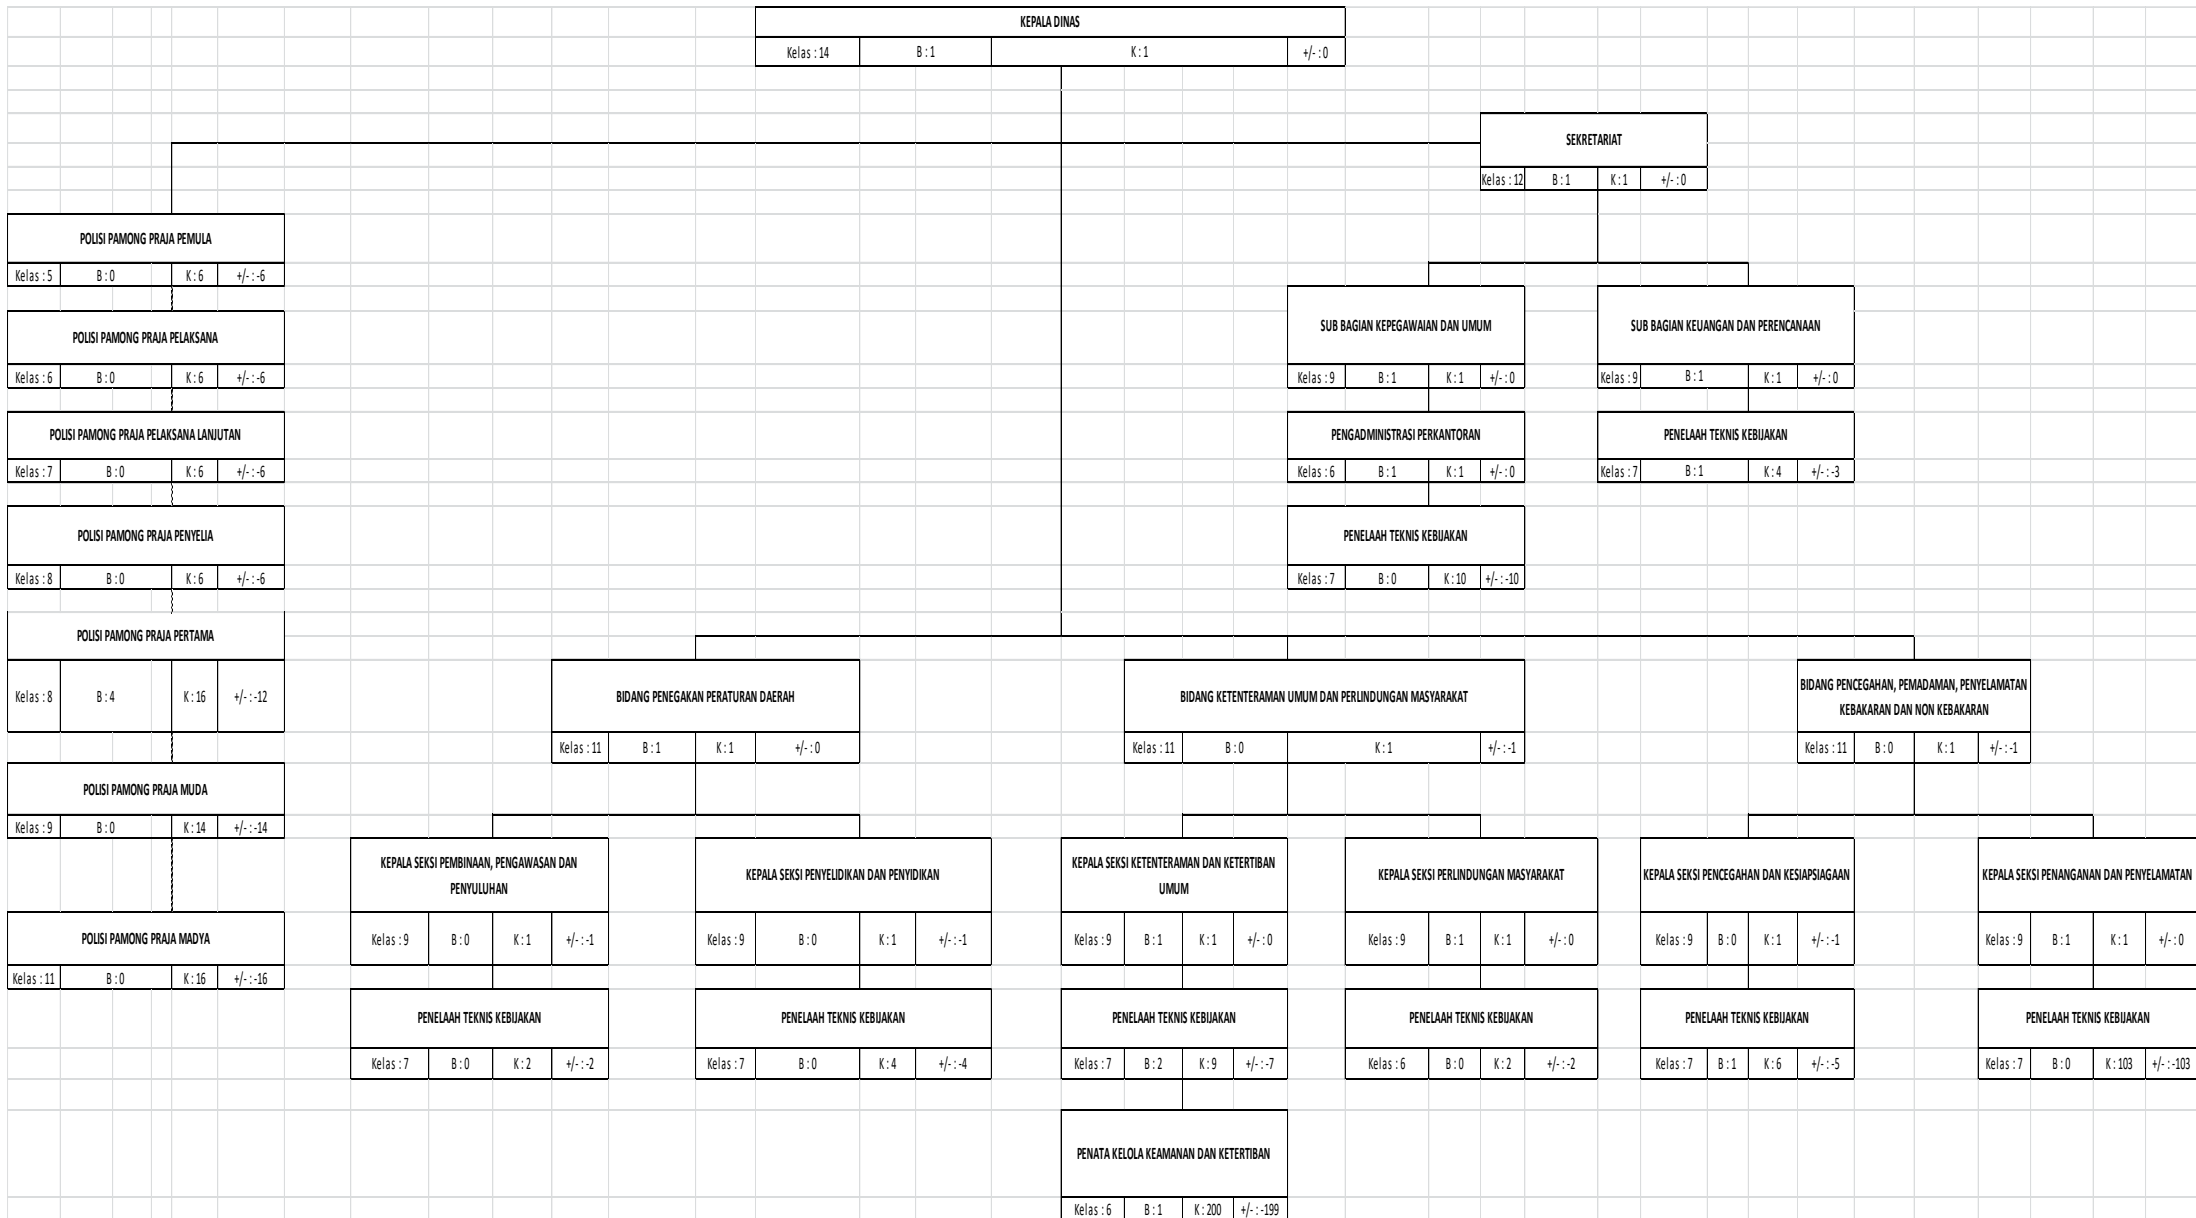 KEPALA DINAS
Kelas : 14 B : 1 K : 1 +/- : 0
SEKRETARIAT
Kelas : 12 B : 1 K : 1 +/- : 0
POLISI PAMONG PRAJA PEMULA
Kelas : 5 B : 0 K : 6 +/- : -6
POLISI PAMONG PRAJA PELAKSANA
Kelas : 6 B : 0 K : 6 +/- : -6
POLISI PAMONG PRAJA PELAKSANA LANJUTAN
Kelas : 7 B : 0 K : 6 +/- : -6
POLISI PAMONG PRAJA PENYELIA
Kelas : 8 B : 0 K : 6 +/- : -6
POLISI PAMONG PRAJA PERTAMA
Kelas : 8 B : 4 K : 16 +/- : -12
POLISI PAMONG PRAJA MUDA
Kelas : 9 B : 0 K : 14 +/- : -14
POLISI PAMONG PRAJA MADYA
Kelas : 11 B : 0 K : 16 +/- : -16
SUB BAGIAN KEPEGAWAIAN DAN UMUM
Kelas : 9 B : 1 K : 1 +/- : 0
PENGADMINISTRASI PERKANTORAN
Kelas : 6 B : 1 K : 1 +/- : 0
PENELAAH TEKNIS KEBIJAKAN
Kelas : 7 B : 0 K : 10 +/- : -10
SUB BAGIAN KEUANGAN DAN PERENCANAAN
Kelas : 9 B : 1 K : 1 +/- : 0
PENELAAH TEKNIS KEBIJAKAN
Kelas : 7 B : 1 K : 4 +/- : -3
BIDANG PENEGAKAN PERATURAN DAERAH
Kelas : 11 B : 1 K : 1 +/- : 0
KEPALA SEKSI PEMBINAAN, PENGAWASAN DAN
PENYULUHAN
Kelas : 9 B : 0 K : 1 +/- : -1
PENELAAH TEKNIS KEBIJAKAN
Kelas : 7 B : 0 K : 2 +/- : -2
KEPALA SEKSI PENYELIDIKAN DAN PENYIDIKAN
Kelas : 9 B : 0 K : 1 +/- : -1
PENELAAH TEKNIS KEBIJAKAN
Kelas : 7 B : 0 K : 4 +/- : -4
BIDANG KETENTERAMAN UMUM DAN PERLINDUNGAN MASYARAKAT
Kelas : 11 B : 0 K : 1 +/- : -1
KEPALA SEKSI KETENTERAMAN DAN KETERTIBAN
UMUM
Kelas : 9 B : 1 K : 1 +/- : 0
PENELAAH TEKNIS KEBIJAKAN
Kelas : 7 B : 2 K : 9 +/- : -7
PENATA KELOLA KEAMANAN DAN KETERTIBAN
Kelas : 6 B : 1 K : 200 +/- : -199
KEPALA SEKSI PERLINDUNGAN MASYARAKAT
Kelas : 9 B : 1 K : 1 +/- : 0
PENELAAH TEKNIS KEBIJAKAN
Kelas : 6 B : 0 K : 2 +/- : -2
BIDANG PENCEGAHAN, PEMADAMAN, PENYELAMATAN
KEBAKARAN DAN NON KEBAKARAN
Kelas : 11 B : 0 K : 1 +/- : -1
KEPALA SEKSI PENCEGAHAN DAN KESIAPSIAGAAN
Kelas : 9 B : 0 K : 1 +/- : -1
PENELAAH TEKNIS KEBIJAKAN
Kelas : 7 B : 1 K : 6 +/- : -5
KEPALA SEKSI PENANGANAN DAN PENYELAMATAN
Kelas : 9 B : 1 K : 1 +/- : 0
PENELAAH TEKNIS KEBIJAKAN
Kelas : 7 B : 0 K : 103 +/- : -103